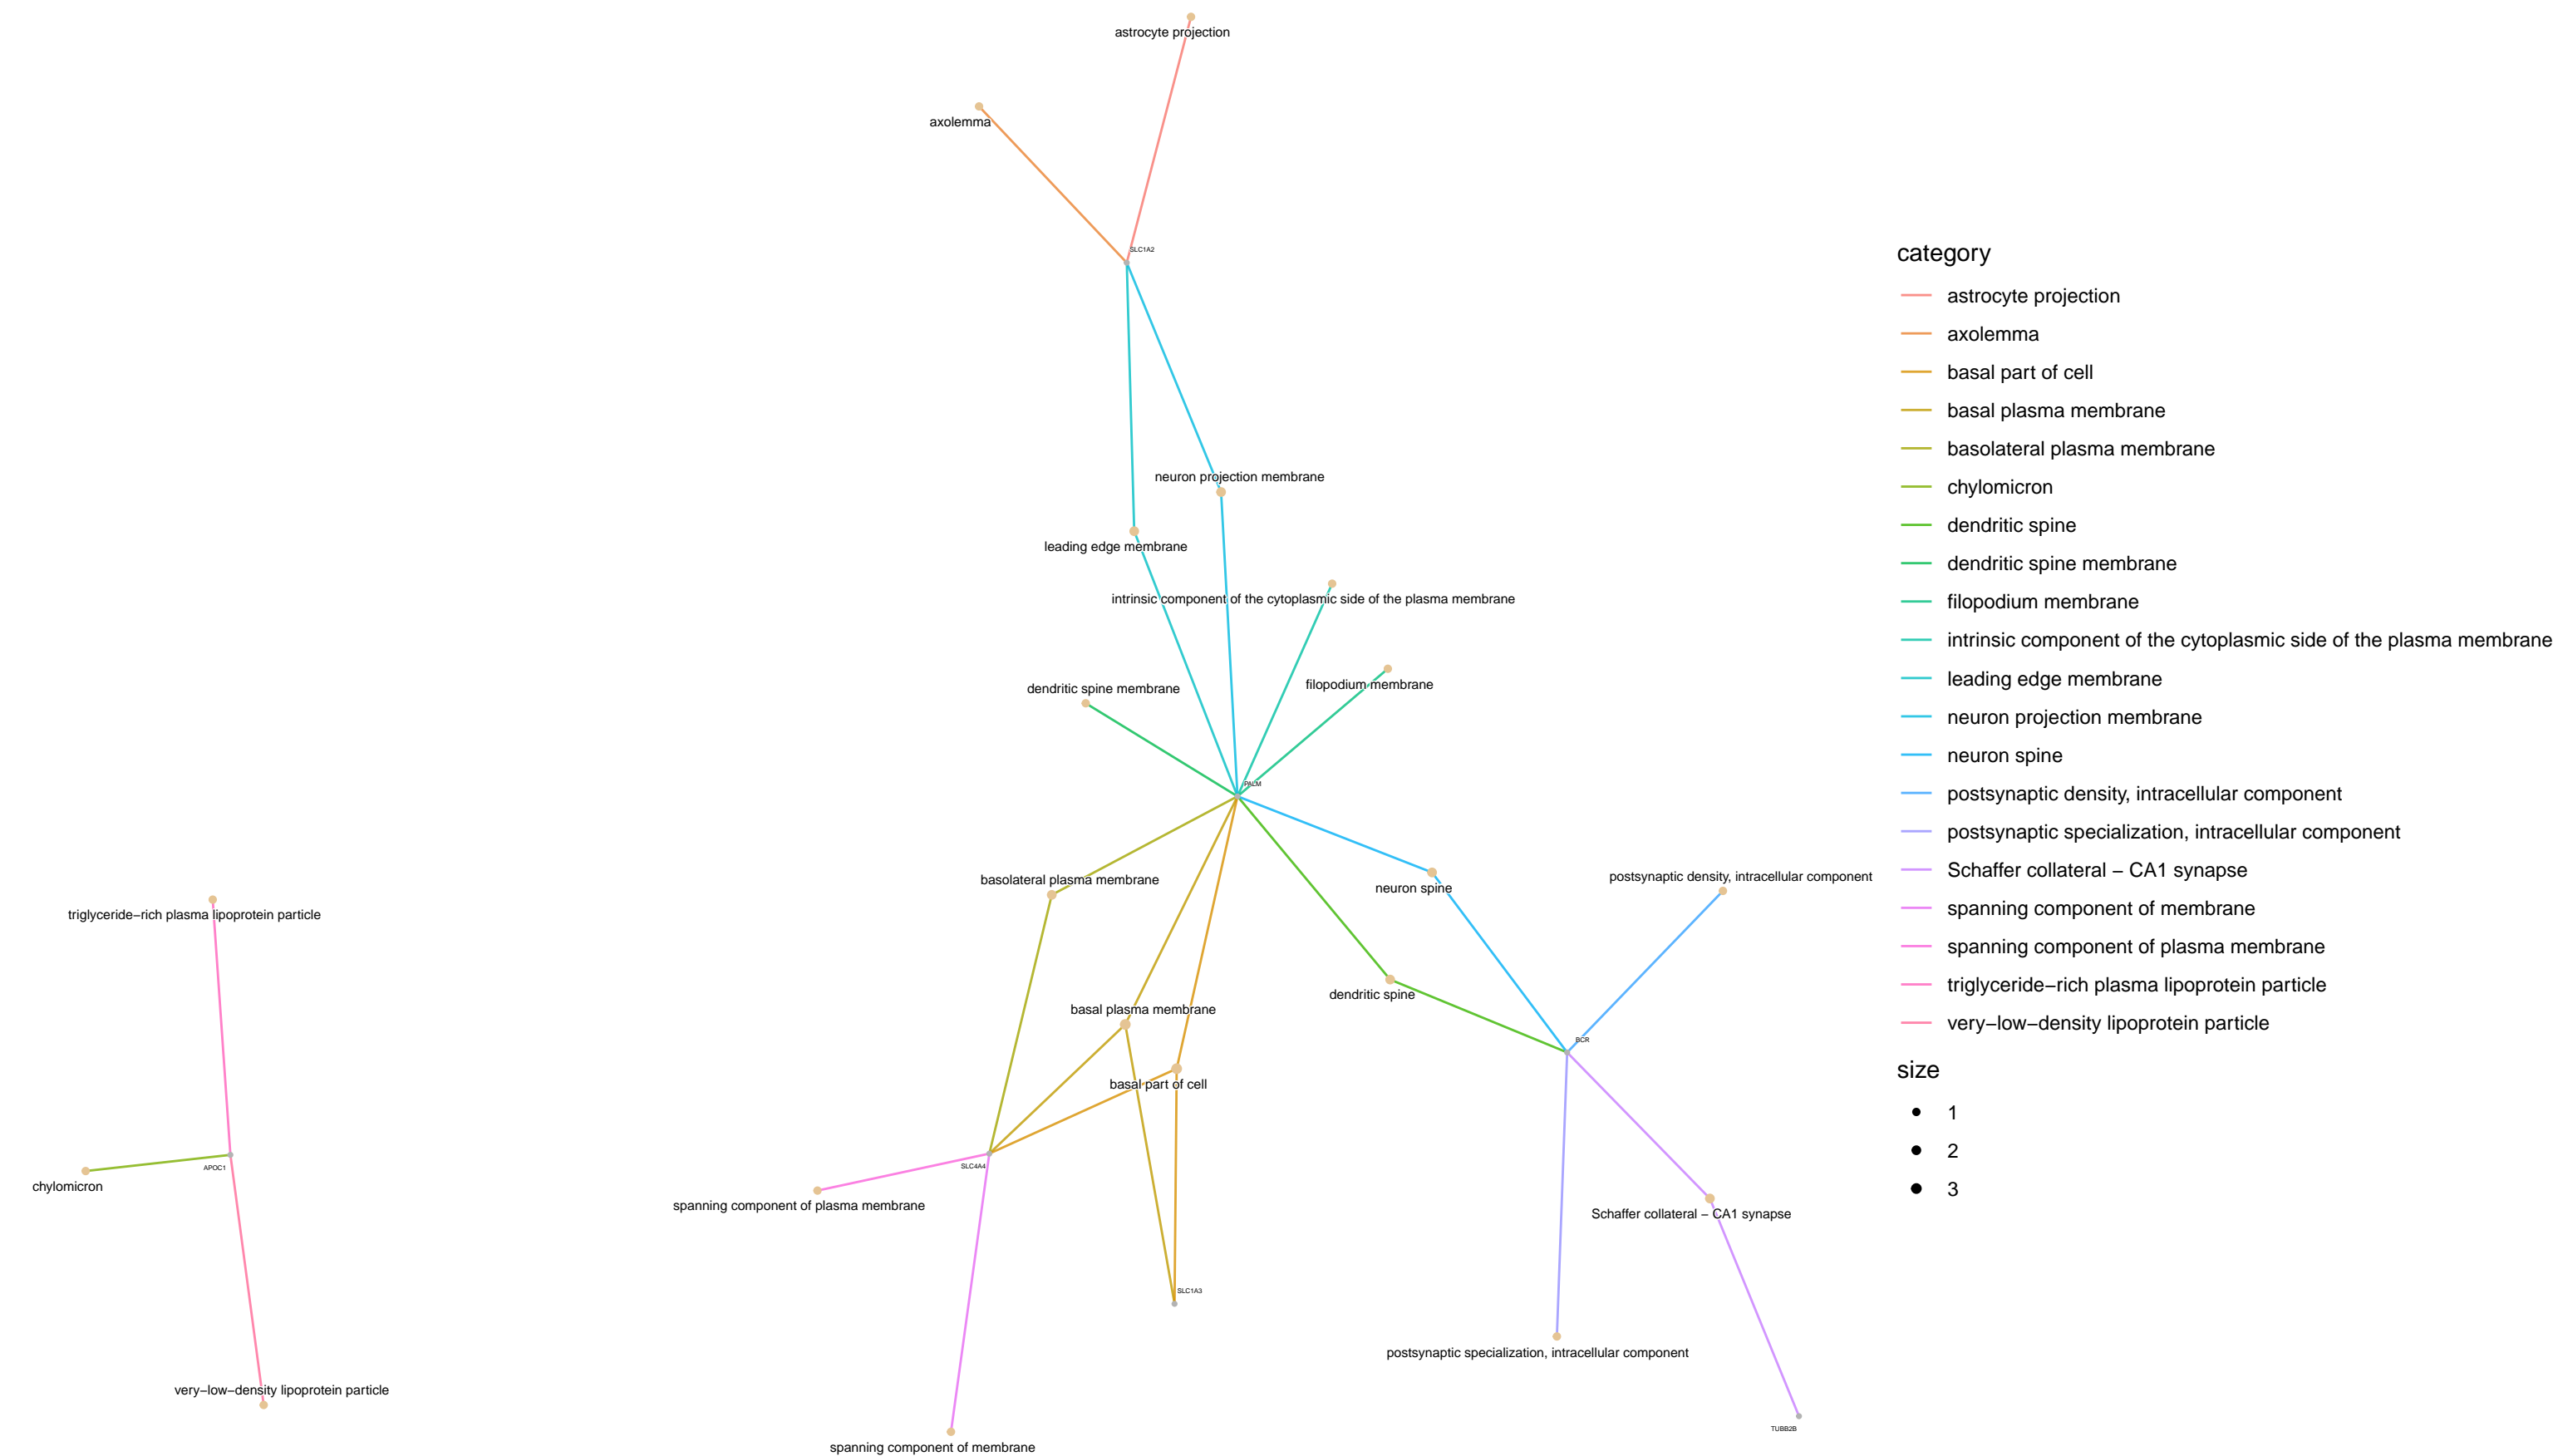 astrocyte projection
axolemma
SLC1A2
neuron projection membrane
leading edge membrane
intrinsic component of the cytoplasmic side of the plasma membrane
filopodium membrane
dendritic spine membrane
PALM
basolateral plasma membrane
neuron spine
postsynaptic density, intracellular component
triglyceride−rich plasma lipoprotein particle
dendritic spine
basal plasma membrane
BCR
basal part of cell
APOC1
SLC4A4
chylomicron
spanning component of plasma membrane
Schaffer collateral − CA1 synapse
SLC1A3
postsynaptic specialization, intracellular component
very−low−density lipoprotein particle
TUBB2B
spanning component of membrane
category
astrocyte projection
axolemma
basal part of cell
basal plasma membrane
basolateral plasma membrane
chylomicron
dendritic spine
dendritic spine membrane
filopodium membrane
intrinsic component of the cytoplasmic side of the plasma membrane
leading edge membrane
neuron projection membrane
neuron spine
postsynaptic density, intracellular component
postsynaptic specialization, intracellular component
Schaffer collateral − CA1 synapse
spanning component of membrane
spanning component of plasma membrane
triglyceride−rich plasma lipoprotein particle
very−low−density lipoprotein particle
size
1
2
3